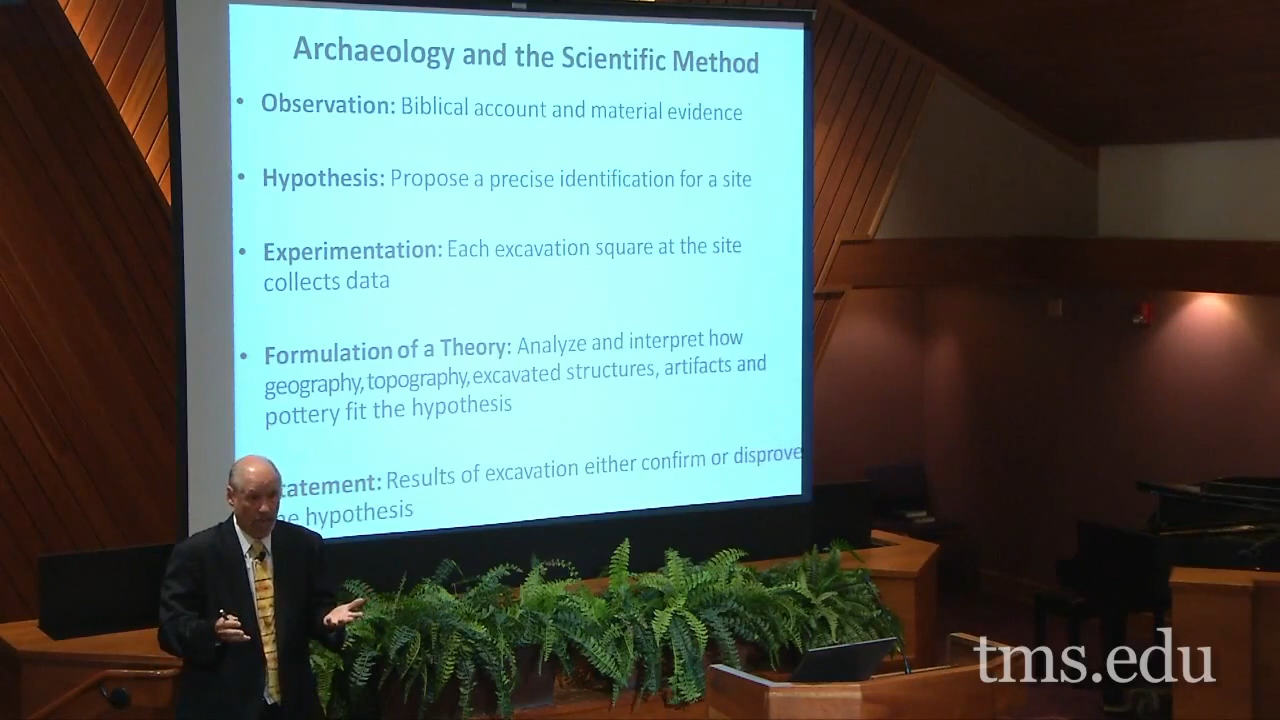 Archaeology and the Scientific Method
• Observation: Biblical account and material evidence
• Hypothesis: Propose a precise identification for a site
• Experimentation: Each excavation square at the site
collects data
• Formulation of a Theory: Analyze and interpret how
geography, topography, excavated structures, artifacts and
pottery fit the hypothesis
tatement: Results of excavation either confirm or disprove
he hypothesis
tms.edu